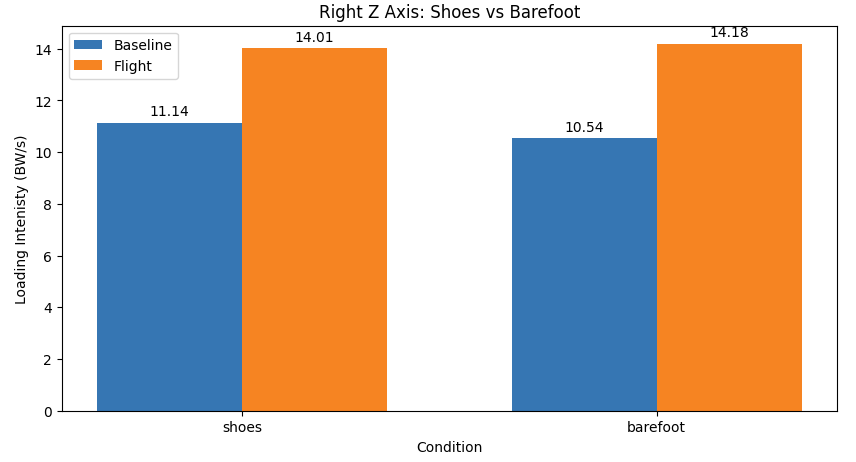 Right Z Axis: Shoes vs Barefoot
Baseline
Flight
11.14
14.01
10.54
14.18
Loading Intenisty (BW/s)
14
12
10
8
6
4
2
0
shoes
barefoot
Condition